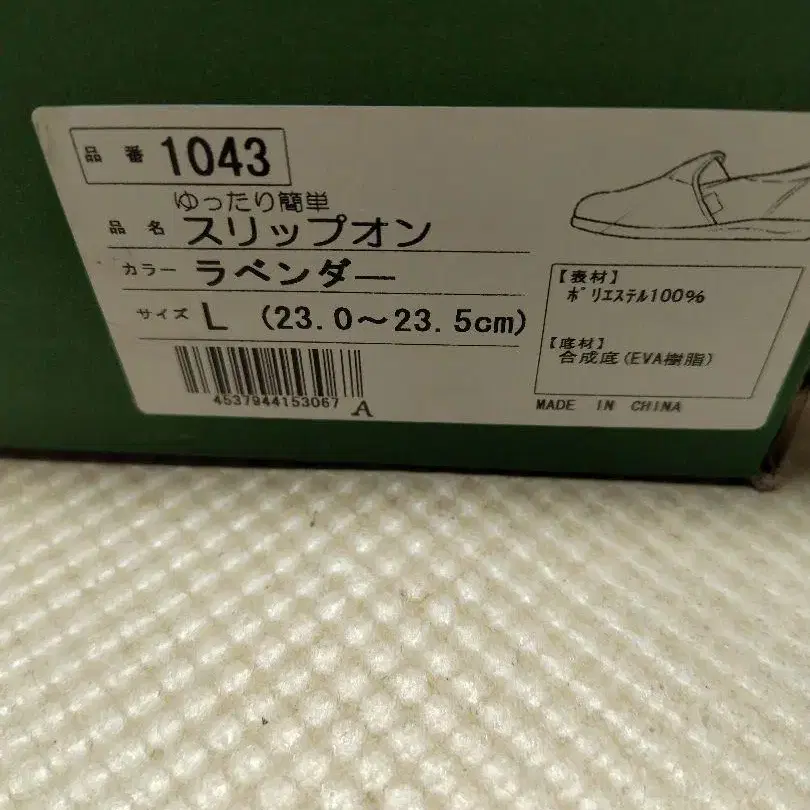 品番 1043
ゆったり簡単
品名 スリップオン
カラー ラベンダー
サイズ L (23.0～23.5cm)
4537944153067 A
【表材】
ポリエステル100%
【底材】
合成底(EVA樹脂)
MADE IN CHINA